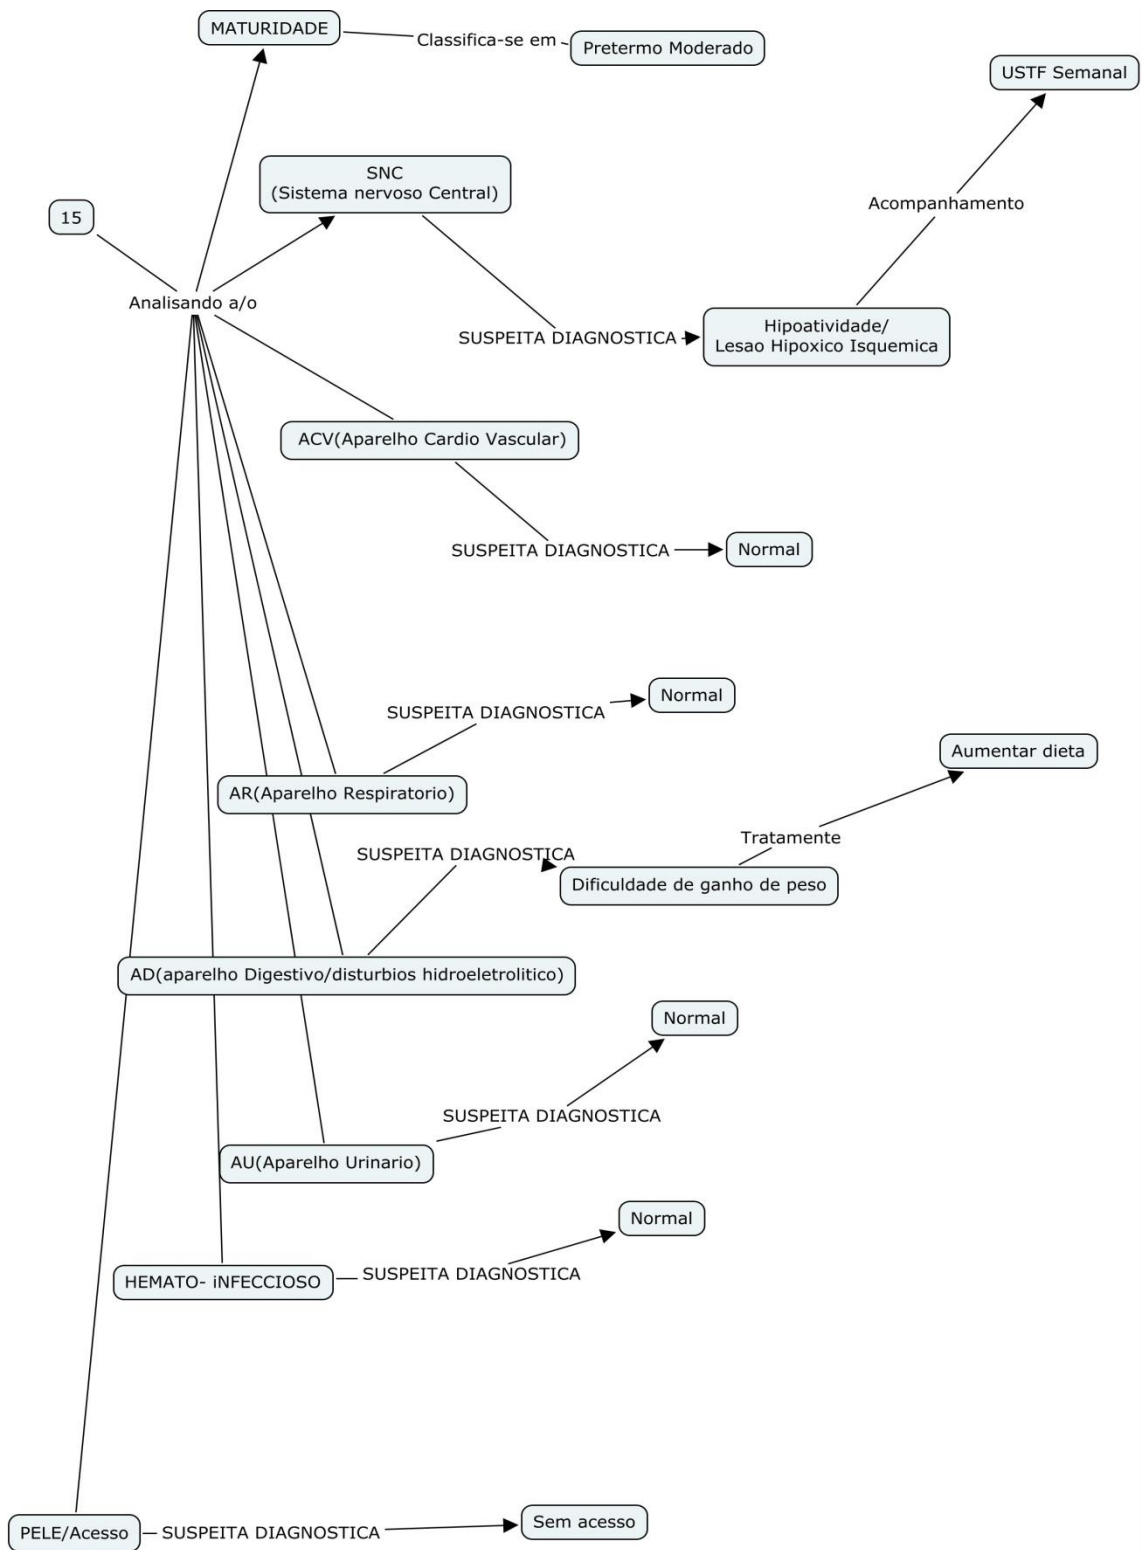 MATURIDADE
Classifica-se em
Pretermo Moderado
USTF Semanal
SNC
(Sistema nervoso Central)
15
Acompanhamento
Analisando a/o
Hipoatividade/
Lesao Hipoxico Isquemica
SUSPEITA DIAGNOSTICA
ACV(Aparelho Cardio Vascular)
SUSPEITA DIAGNOSTICA
Normal
Normal
SUSPEITA DIAGNOSTICA
Aumentar dieta
AR(Aparelho Respiratorio)
Tratamente
SUSPEITA DIAGNOSTICA
Dificuldade de ganho de peso
AD(aparelho Digestivo/disturbios hidroeletrolitico)
Normal
SUSPEITA DIAGNOSTICA
AU(Aparelho Urinario)
Normal
HEMATO- iNFECCIOSO
SUSPEITA DIAGNOSTICA
PELE/Acesso
SUSPEITA DIAGNOSTICA
Sem acesso